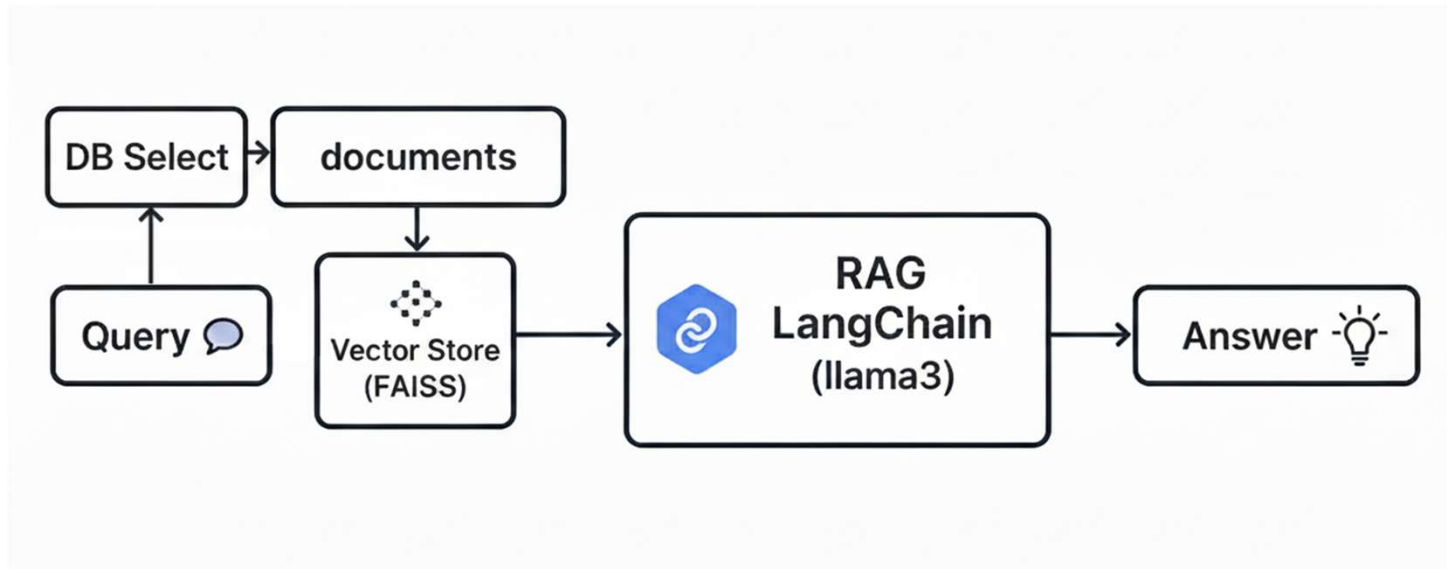 DB Select
documents
Query
Vector Store
(FAISS)
RAG
LangChain
(llama3)
Answer